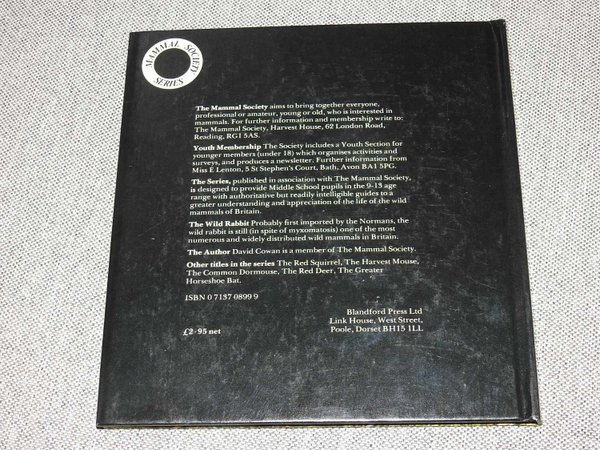 MAMMAL SOCIETY SERIES
The Mammal Society aims to bring together everyone,
professional or amateur, young or old, who is interested in
mammals. For further information and membership write to:
The Mammal Society, Harvest House, 62 London Road,
Reading, RG1 5AS.
Youth Membership The Society includes a Youth Section for
younger members (under 18) which organises activities and
surveys, and produces a newsletter. Further information from
Miss E Lenton, 5 St Stephen's Court, Bath, Avon BA1 5PG.
The Series, published in association with The Mammal Society,
is designed to provide Middle School pupils in the 9-13 age
range with authoritative but readily intelligible guides to a
greater understanding and appreciation of the life of the wild
mammals of Britain.
The Wild Rabbit Probably first imported by the Normans, the
wild rabbit is still (in spite of myxomatosis) one of the most
numerous and widely distributed wild mammals in Britain.
The Author David Cowan is a member of The Mammal Society.
Other titles in the series The Red Squirrel, The Harvest Mouse,
The Common Dormouse, The Red Deer, The Greater
Horseshoe Bat.
ISBN 0 7137 0899 9
Blandford Press Ltd
Link House, West Street,
Poole, Dorset BH15 1LL
£2·95 net